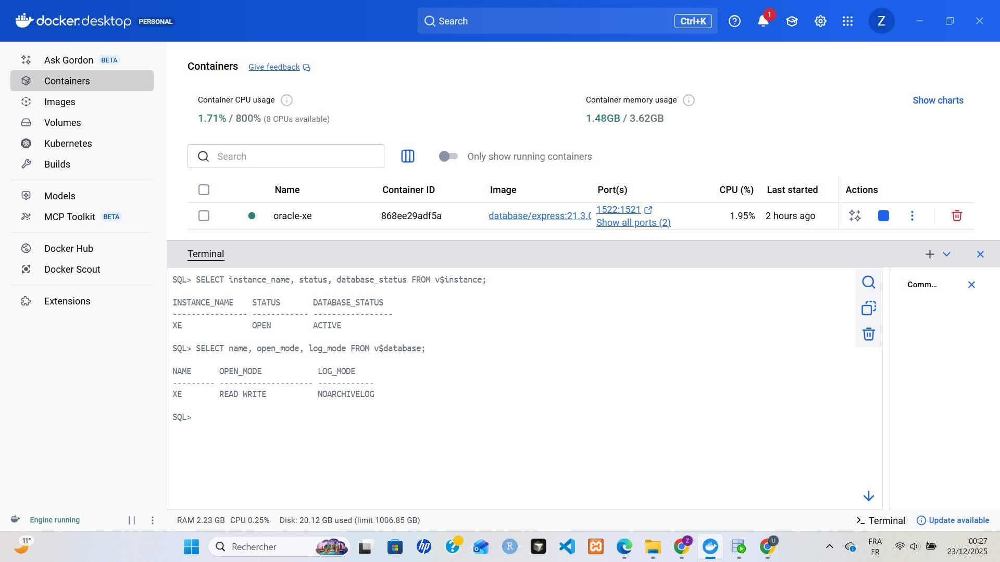 docker.desktop PERSONAL
Search
Ctrl+K
1
Z
Ask Gordon BETA
Containers
Images
Volumes
Kubernetes
Builds
Models
MCP Toolkit BETA
Docker Hub
Docker Scout
Extensions
Containers Give feedback
Container CPU usage
1.71% / 800% (8 CPUs available)
Container memory usage
1.48GB / 3.62GB
Show charts
Search
Only show running containers
Name Container ID Image Port(s) CPU (%) Last started Actions
oracle-xe 868ee29adf5a database/express:21.3.0 1522:1521 1.95% 2 hours ago
Show all ports (2)
Terminal
SQL> SELECT instance_name, status, database_status FROM v$instance;
INSTANCE_NAME STATUS DATABASE_STATUS
---------------- ------------ -----------------
XE OPEN ACTIVE
SQL> SELECT name, open_mode, log_mode FROM v$database;
NAME OPEN_MODE LOG_MODE
--------- -------------------- ------------
XE READ WRITE NOARCHIVELOG
SQL>
Comm...
Engine running
RAM 2.23 GB CPU 0.25% Disk: 20.12 GB used (limit 1006.85 GB)
Terminal
Update available
11°
Rechercher
hp
R
Z
U
FRA
FR
00:27
23/12/2025